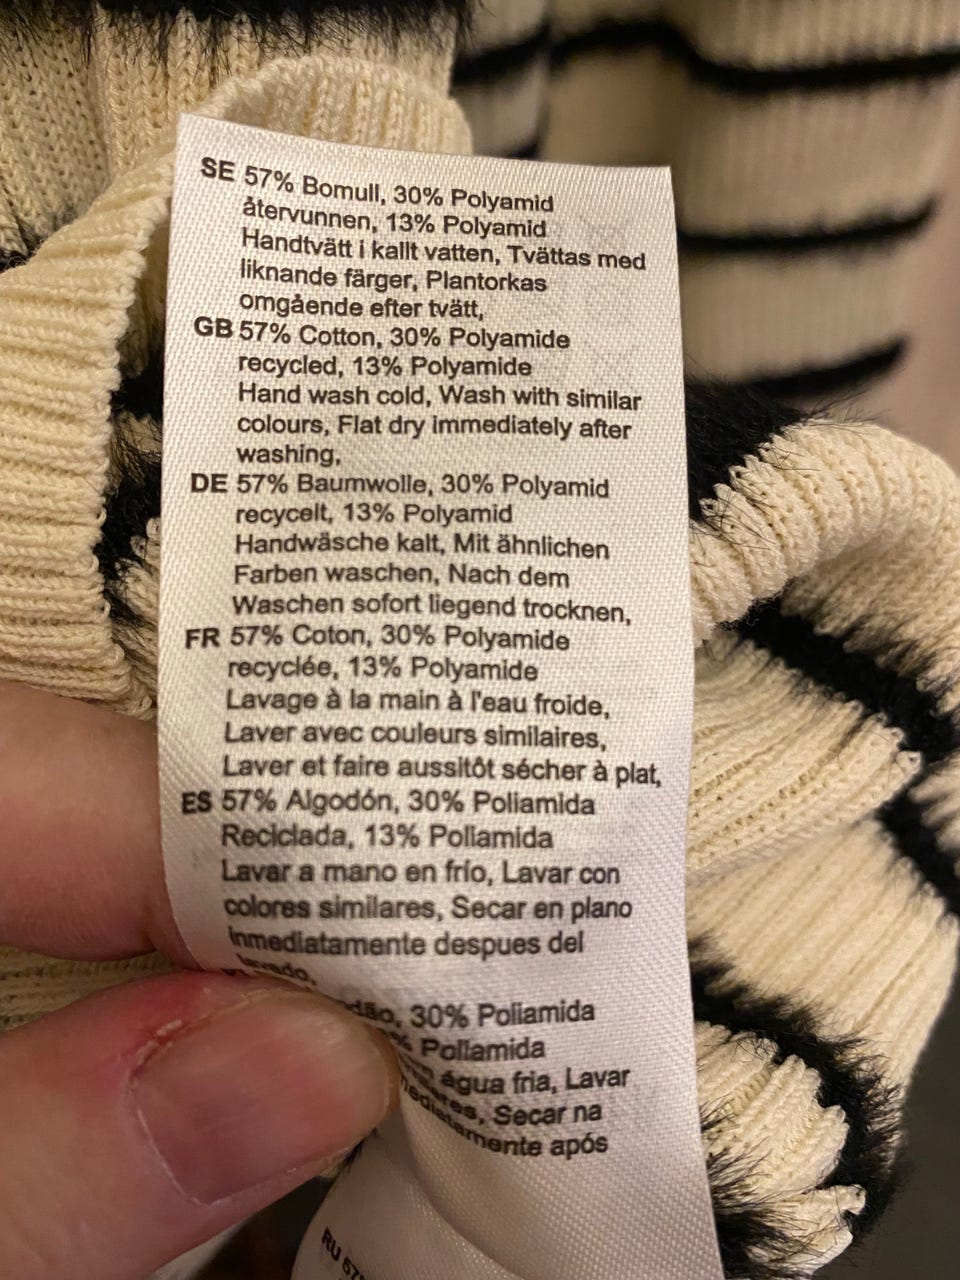 SE 57% Bomull, 30% Polyamid
återvunnen, 13% Polyamid
Handtvätt i kallt vatten, Tvättas med
liknande färger, Plantorkas
omgående efter tvätt,
GB 57% Cotton, 30% Polyamide
recycled, 13% Polyamide
Hand wash cold, Wash with similar
colours, Flat dry immediately after
washing,
DE 57% Baumwolle, 30% Polyamid
recycelt, 13% Polyamid
Handwäsche kalt, Mit ähnlichen
Farben waschen, Nach dem
Waschen sofort liegend trocknen,
FR 57% Coton, 30% Polyamide
recyclée, 13% Polyamide
Lavage à la main à l'eau froide,
Laver avec couleurs similaires,
Laver et faire aussitôt sécher à plat,
ES 57% Algodón, 30% Poliamida
Reciclada, 13% Poliamida
Lavar a mano en frío, Lavar con
colores similares, Secar en plano
inmediatamente despues del
lavado,
30% Poliamida
% Poliamida
água fria, Lavar
Secar na
após
RU